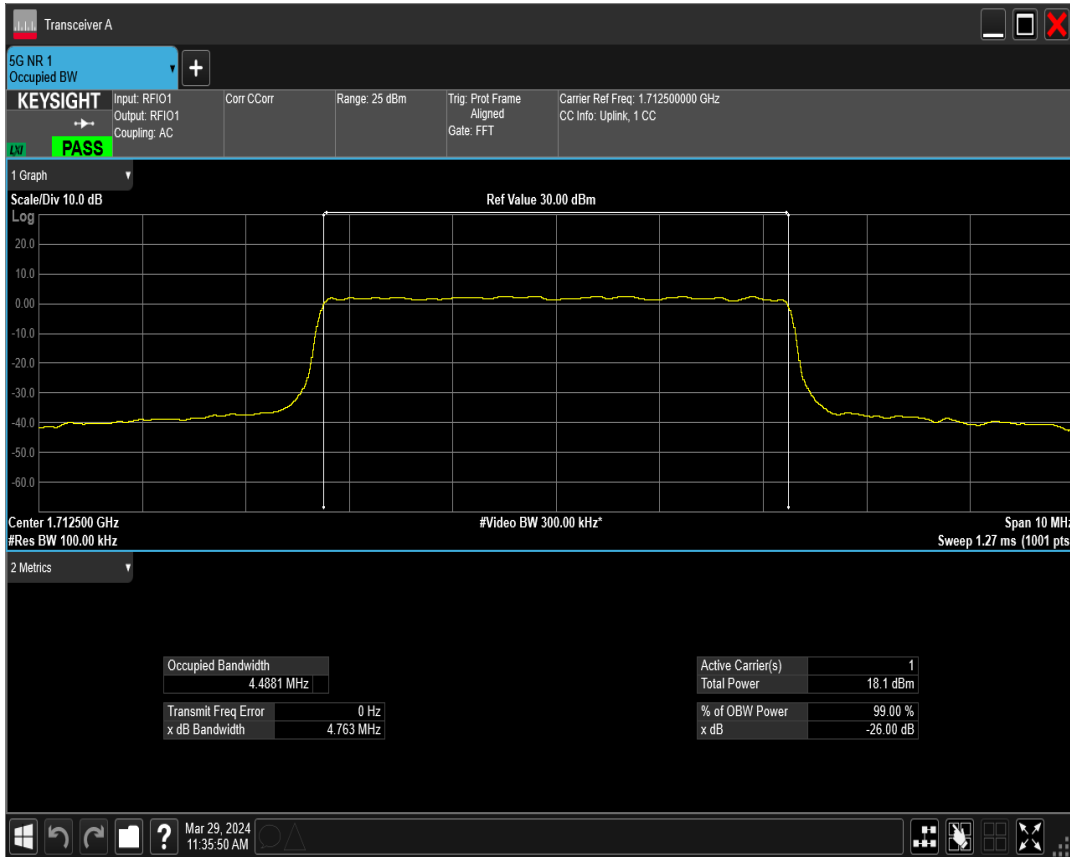 Transceiver A
5G NR 1
Occupied BW
+
KEYSIGHT
LXI
PASS
Input: RFIO1
Output: RFIO1
Coupling: AC
Corr CCorr
Range: 25 dBm
Trig: Prot Frame
Aligned
Gate: FFT
Carrier Ref Freq: 1.712500000 GHz
CC Info: Uplink, 1 CC
1 Graph
Scale/Div 10.0 dB
Ref Value 30.00 dBm
Log
20.0
10.0
0.00
-10.0
-20.0
-30.0
-40.0
-50.0
-60.0
Center 1.712500 GHz
#Video BW 300.00 kHz*
Span 10 MHz
#Res BW 100.00 kHz
Sweep 1.27 ms (1001 pts
2 Metrics
Occupied Bandwidth
4.4881 MHz
Transmit Freq Error 0 Hz
x dB Bandwidth 4.763 MHz
Active Carrier(s) 1
Total Power 18.1 dBm
% of OBW Power 99.00 %
x dB -26.00 dB
?
Mar 29, 2024
11:35:50 AM